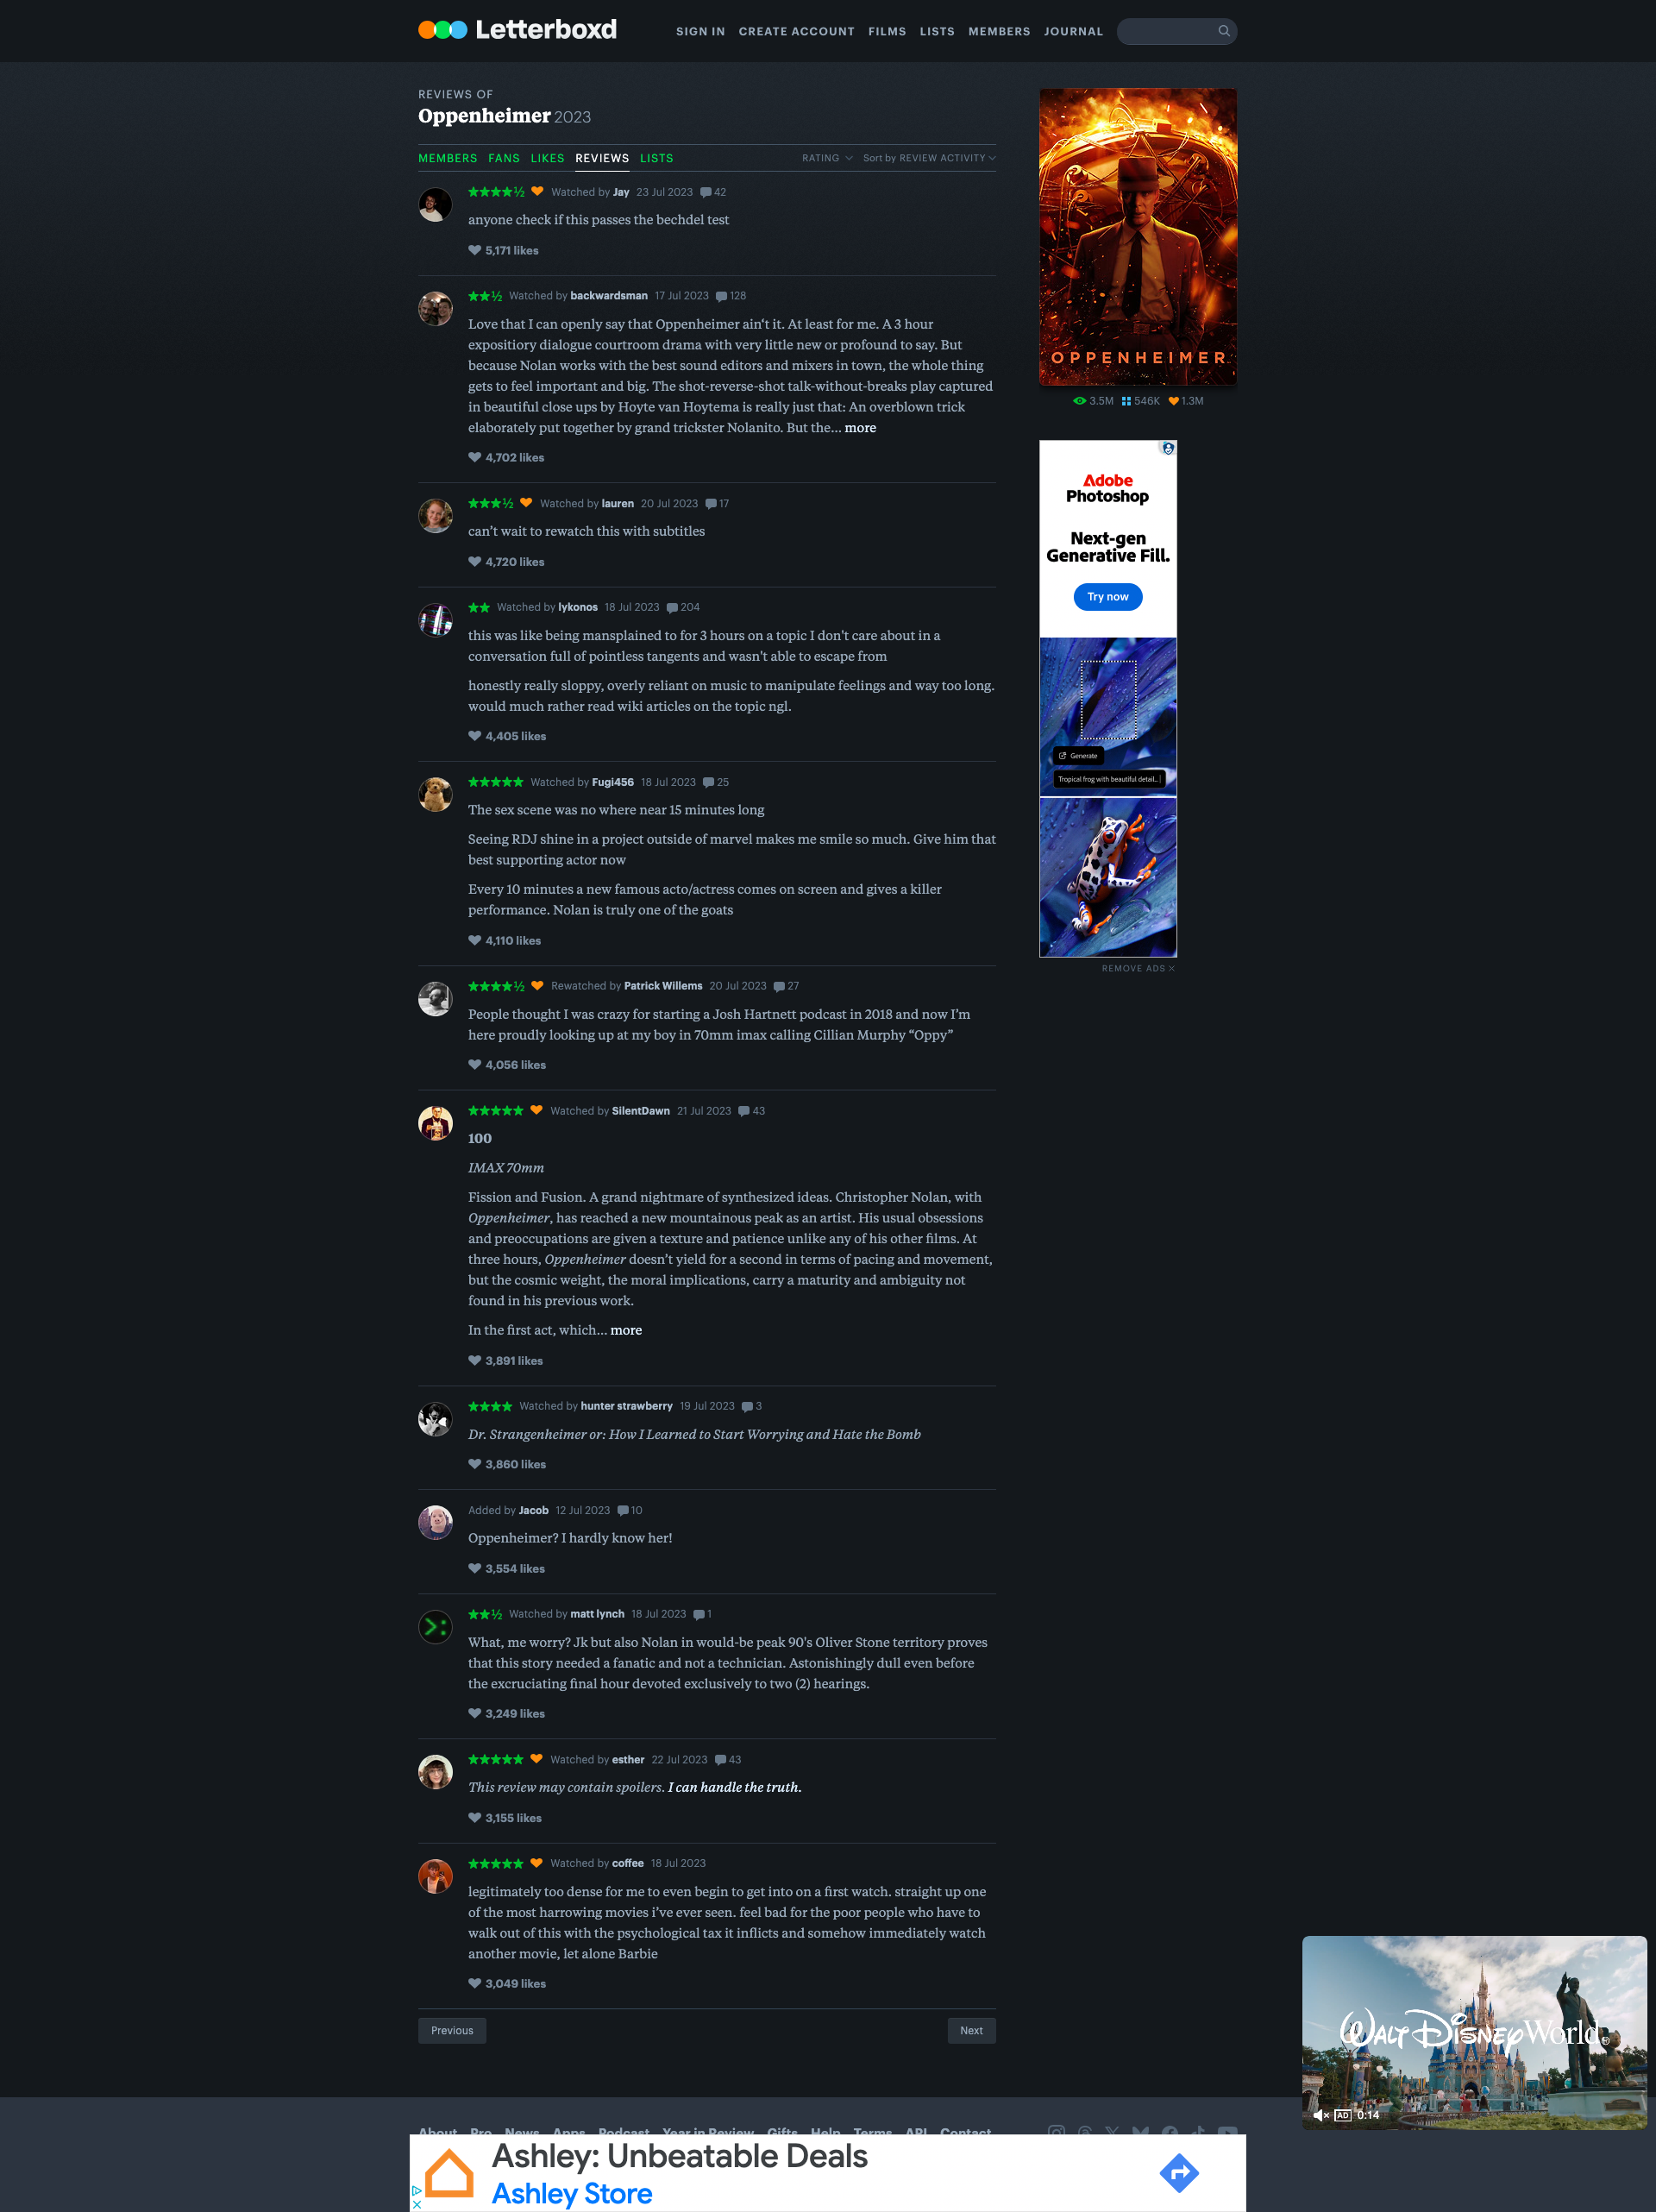 Letterboxd
SIGN IN CREATE ACCOUNT FILMS LISTS MEMBERS JOURNAL
REVIEWS OF
Oppenheimer 2023
MEMBERS FANS LIKES REVIEWS LISTS RATING Sort by REVIEW ACTIVITY
★★★★½ Watched by Jay 23 Jul 2023 42
anyone check if this passes the bechdel test
5,171 likes
★★½ Watched by backwardsman 17 Jul 2023 128
Love that I can openly say that Oppenheimer ain't it. At least for me. A 3 hour
expositiory dialogue courtroom drama with very little new or profound to say. But
because Nolan works with the best sound editors and mixers in town, the whole thing
gets to feel important and big. The shot-reverse-shot talk-without-breaks play captured
in beautiful close ups by Hoyte van Hoytema is really just that: An overblown trick
elaborately put together by grand trickster Nolanito. But the… more
4,702 likes
★★★½ Watched by lauren 20 Jul 2023 17
can't wait to rewatch this with subtitles
4,720 likes
★★ Watched by lykonos 18 Jul 2023 204
this was like being mansplained to for 3 hours on a topic I don't care about in a
conversation full of pointless tangents and wasn't able to escape from
honestly really sloppy, overly reliant on music to manipulate feelings and way too long.
would much rather read wiki articles on the topic ngl.
4,405 likes
★★★★★ Watched by Fugi456 18 Jul 2023 25
The sex scene was no where near 15 minutes long
Seeing RDJ shine in a project outside of marvel makes me smile so much. Give him that
best supporting actor now
Every 10 minutes a new famous acto/actress comes on screen and gives a killer
performance. Nolan is truly one of the goats
4,110 likes
★★★★½ Rewatched by Patrick Willems 20 Jul 2023 27
People thought I was crazy for starting a Josh Hartnett podcast in 2018 and now I'm
here proudly looking up at my boy in 70mm imax calling Cillian Murphy “Oppy”
4,056 likes
★★★★★ Watched by SilentDawn 21 Jul 2023 43
100
IMAX 70mm
Fission and Fusion. A grand nightmare of synthesized ideas. Christopher Nolan, with
Oppenheimer, has reached a new mountainous peak as an artist. His usual obsessions
and preoccupations are given a texture and patience unlike any of his other films. At
three hours, Oppenheimer doesn't yield for a second in terms of pacing and movement,
but the cosmic weight, the moral implications, carry a maturity and ambiguity not
found in his previous work.
In the first act, which… more
3,891 likes
★★★★ Watched by hunter strawberry 19 Jul 2023 3
Dr. Strangenheimer or: How I Learned to Start Worrying and Hate the Bomb
3,860 likes
Added by Jacob 12 Jul 2023 10
Oppenheimer? I hardly know her!
3,554 likes
★★½ Watched by matt lynch 18 Jul 2023 1
What, me worry? Jk but also Nolan in would-be peak 90's Oliver Stone territory proves
that this story needed a fanatic and not a technician. Astonishingly dull even before
the excruciating final hour devoted exclusively to two (2) hearings.
3,249 likes
★★★★★ Watched by esther 22 Jul 2023 43
This review may contain spoilers. I can handle the truth.
3,155 likes
★★★★★ Watched by coffee 18 Jul 2023
legitimately too dense for me to even begin to get into on a first watch. straight up one
of the most harrowing movies i've ever seen. feel bad for the poor people who have to
walk out of this with the psychological tax it inflicts and somehow immediately watch
another movie, let alone Barbie
3,049 likes
Previous Next
OPPENHEIMER
3.5M 546K 1.3M
Adobe
Photoshop
Next-gen
Generative Fill.
Try now
Generate
Tropical frog with beautiful detail...
REMOVE ADS
WALT DISNEY World
AD 0:14
About Pro News Apps Podcast Year in Review Gifts Help Terms API Contact
Ashley: Unbeatable Deals
Ashley Store